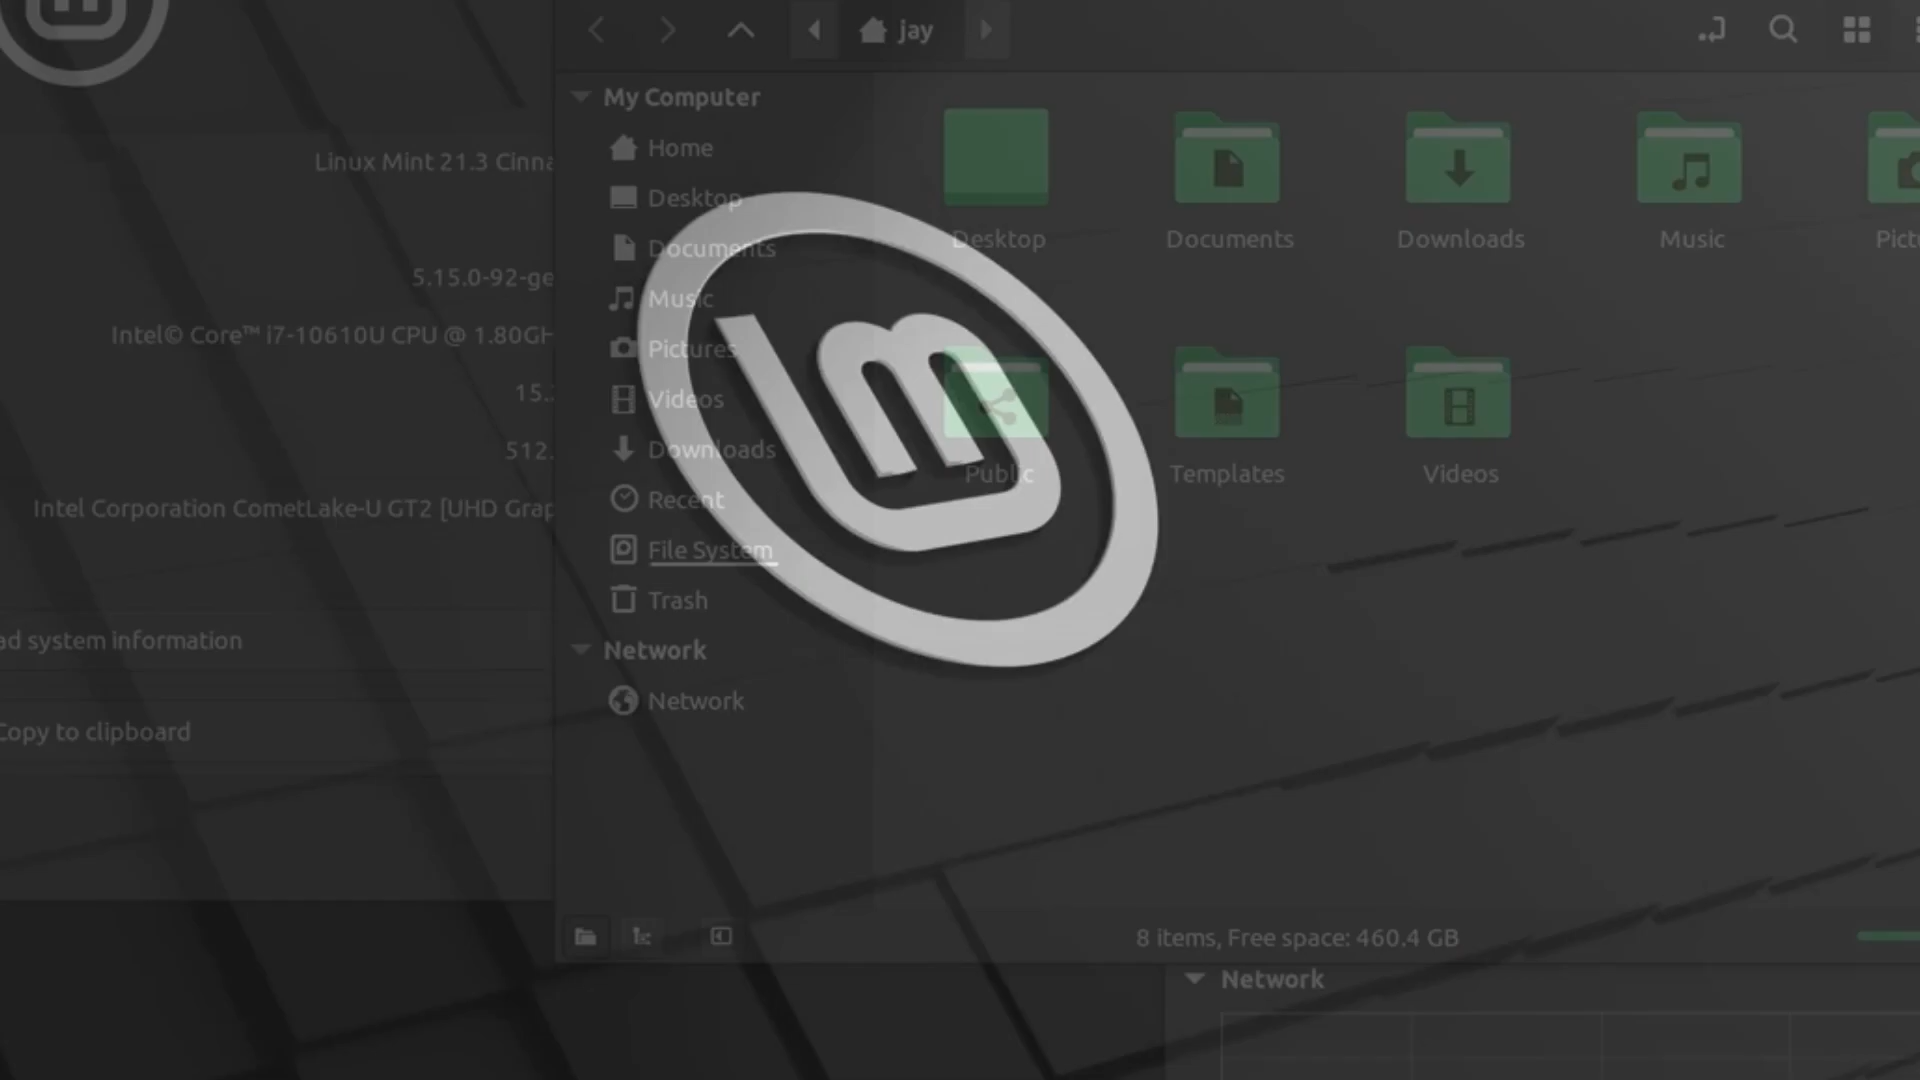 jay
My Computer
Home
Desktop
Documents
Music
Pictures
Videos
Downloads
Recent
File System
Trash
Network
Network
Desktop
Documents
Downloads
Music
Pict
Public
Templates
Videos
8 items, Free space: 460.4 GB
Linux Mint 21.3 Cinna
5.15.0-92-ge
Intel© Core™ i7-10610U CPU @ 1.80GH
15.
512.
Intel Corporation CometLake-U GT2 [UHD Grap
ad system information
Copy to clipboard
Network